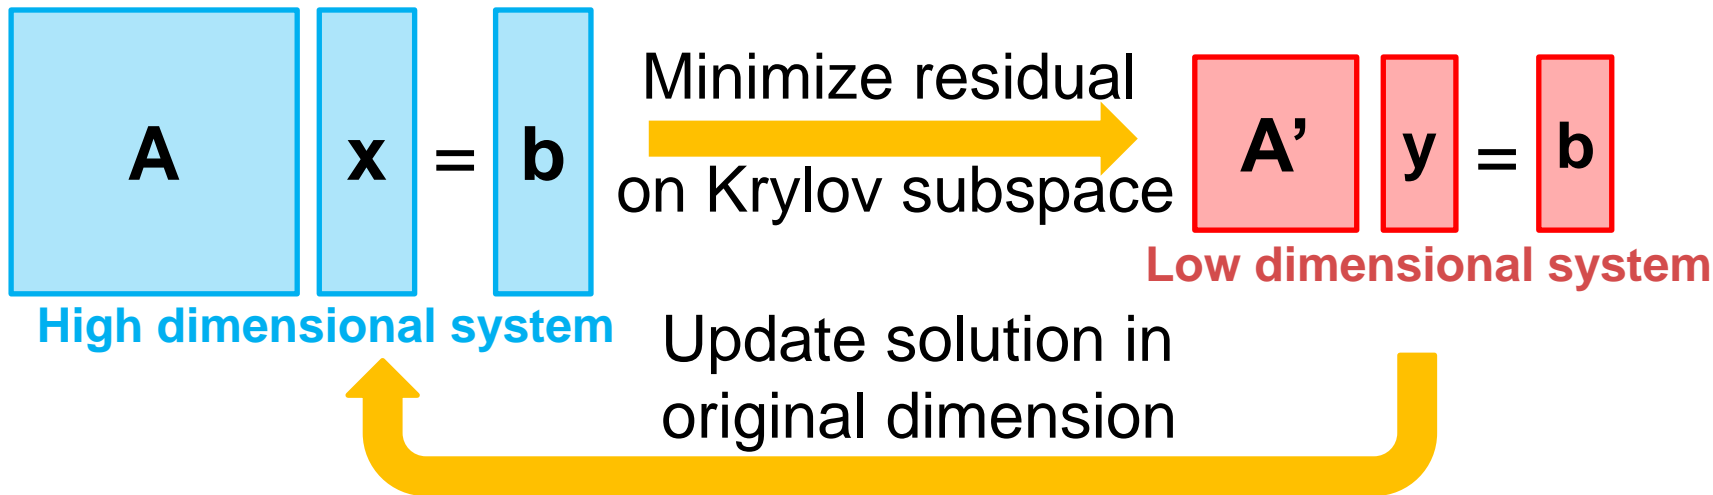 A x = b
Minimize residual
on Krylov subspace
A’ y = b
High dimensional system
Low dimensional system
Update solution in
original dimension